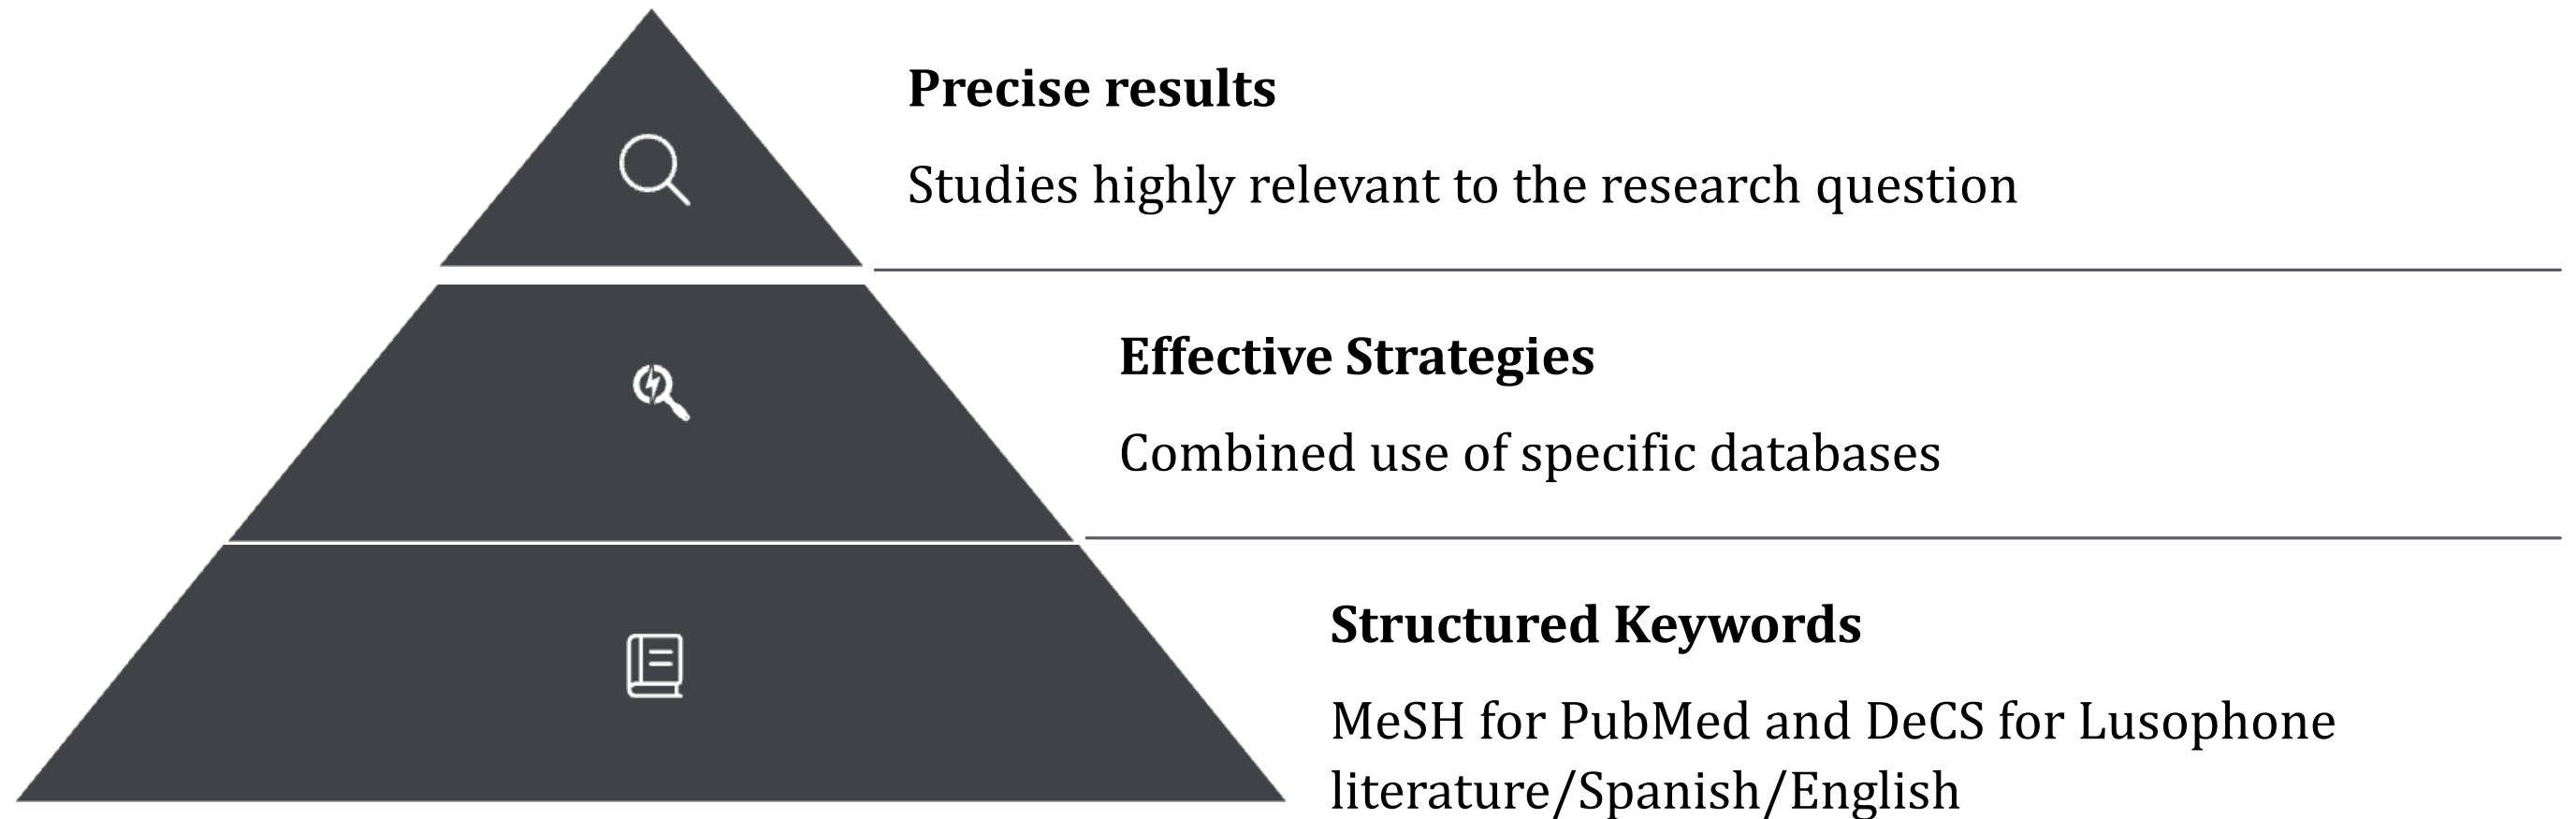 Precise results
Studies highly relevant to the research question
Effective Strategies
Combined use of specific databases
Structured Keywords
MeSH for PubMed and DeCS for Lusophone
literature/Spanish/English